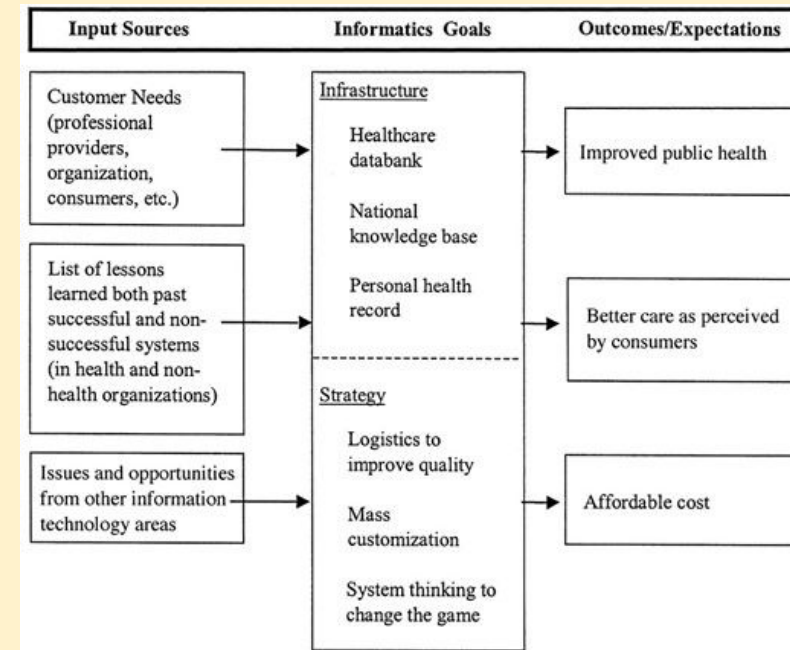 Input Sources
Informatics Goals
Outcomes/Expectations
Customer Needs
(professional
providers,
organization,
consumers, etc.)
List of lessons
learned both past
successful and non-
successful systems
(in health and non-
health organizations)
Issues and opportunities
from other information
technology areas
Infrastructure
Healthcare
databank
National
knowledge base
Personal health
record
Strategy
Logistics to
improve quality
Mass
customization
System thinking to
change the game
Improved public health
Better care as perceived
by consumers
Affordable cost